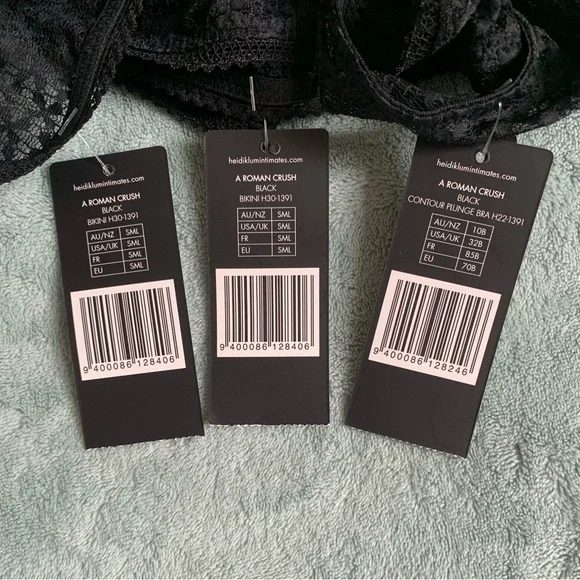 heidiklumintimates.com
A ROMAN CRUSH
BLACK
BIKINI H30-1391
AU/NZ SML
USA/UK SML
FR SML
EU SML
9 400086 128406
heidiklumintimates.com
A ROMAN CRUSH
BLACK
BIKINI H30-1391
AU/NZ SML
USA/UK SML
FR SML
EU SML
9 400086 128406
heidiklumintimates.com
A ROMAN CRUSH
BLACK
CONTOUR PLUNGE BRA H22-1391
AU/NZ 10B
USA/UK 32B
FR 85B
EU 70B
9 400086 128246